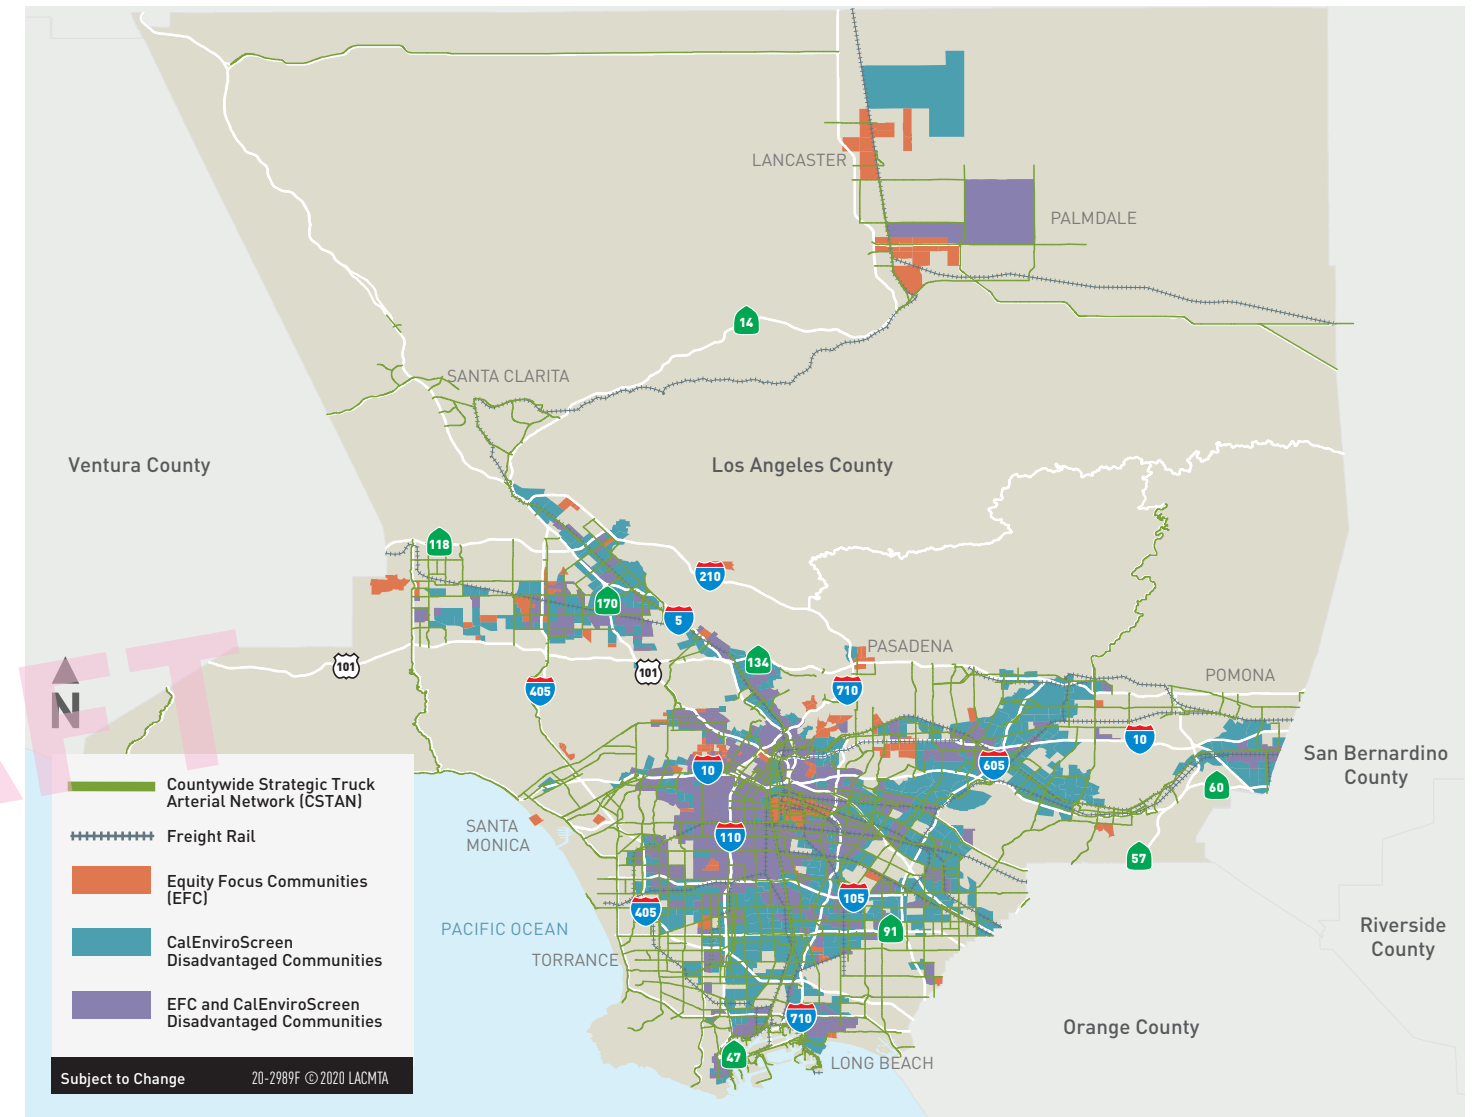 LANCASTER
PALMDALE
14
SANTA CLARITA
Ventura County
Los Angeles County
118
210
170
5
101
101
134
PASADENA
405
710
POMONA
N
10
10
605
San Bernardino
County
60
Countywide Strategic Truck
Arterial Network (CSTAN)
Freight Rail
Equity Focus Communities
(EFC)
CalEnviroScreen
Disadvantaged Communities
EFC and CalEnviroScreen
Disadvantaged Communities
SANTA
MONICA
110
57
105
405
91
PACIFIC OCEAN
TORRANCE
Riverside
County
710
Orange County
47
LONG BEACH
Subject to Change
20-2989F © 2020 LACMTA
AFT